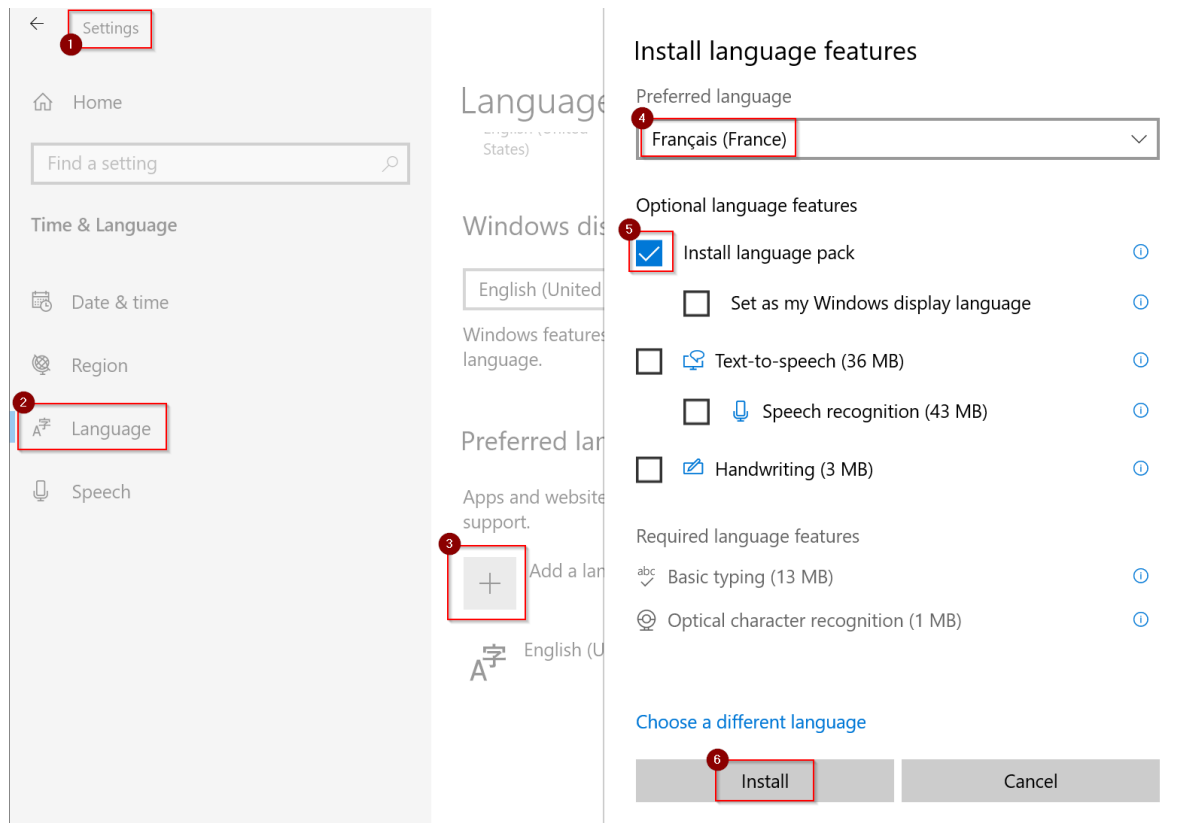 Settings
1
Home
Find a setting
Time & Language
Date & time
Region
2
Language
Speech
Language
States)
Windows dis
English (United
Windows features
language.
Preferred lan
Apps and website
support.
3
Add a lan
English (U
Install language features
Preferred language
4
Français (France)
Optional language features
5
Install language pack
Set as my Windows display language
Text-to-speech (36 MB)
Speech recognition (43 MB)
Handwriting (3 MB)
Required language features
abc
Basic typing (13 MB)
Optical character recognition (1 MB)
Choose a different language
6
Install
Cancel